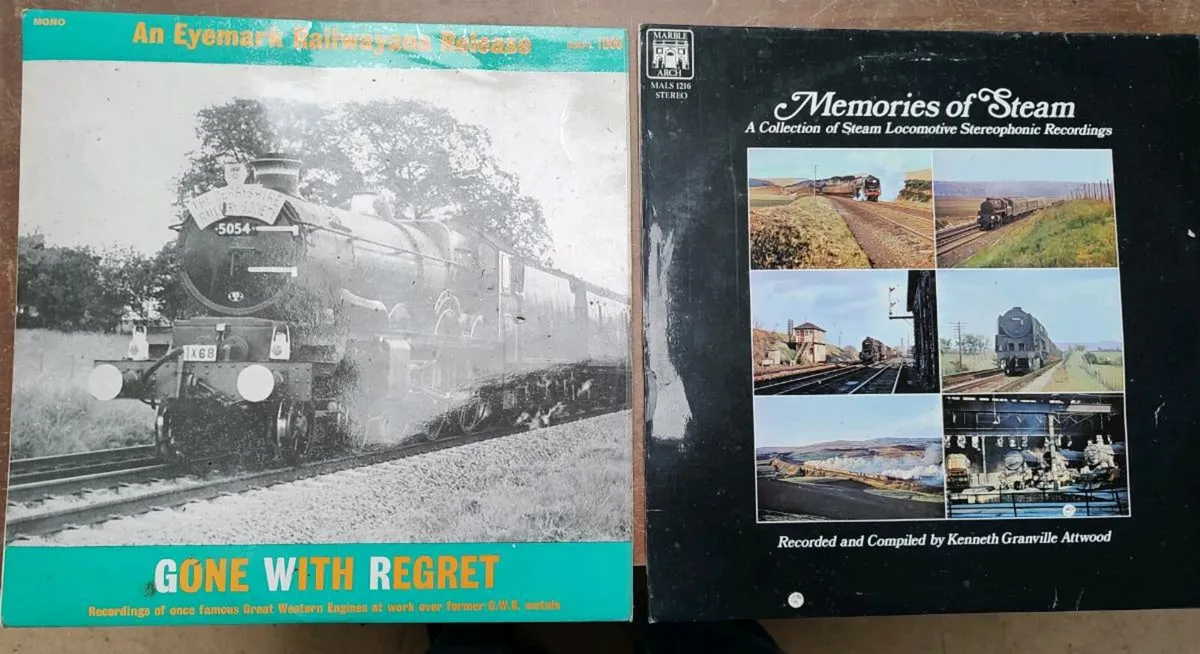 MONO
An Eyemark Railwayana Release
1000
5054
1X68
GONE WITH REGRET
Recordings of once famous Great Western Engines at work over former G.W.R. metals
MARBLE
ARCH
MALS 1216
STEREO
Memories of Steam
A Collection of Steam Locomotive Stereophonic Recordings
Recorded and Compiled by Kenneth Granville Attwood